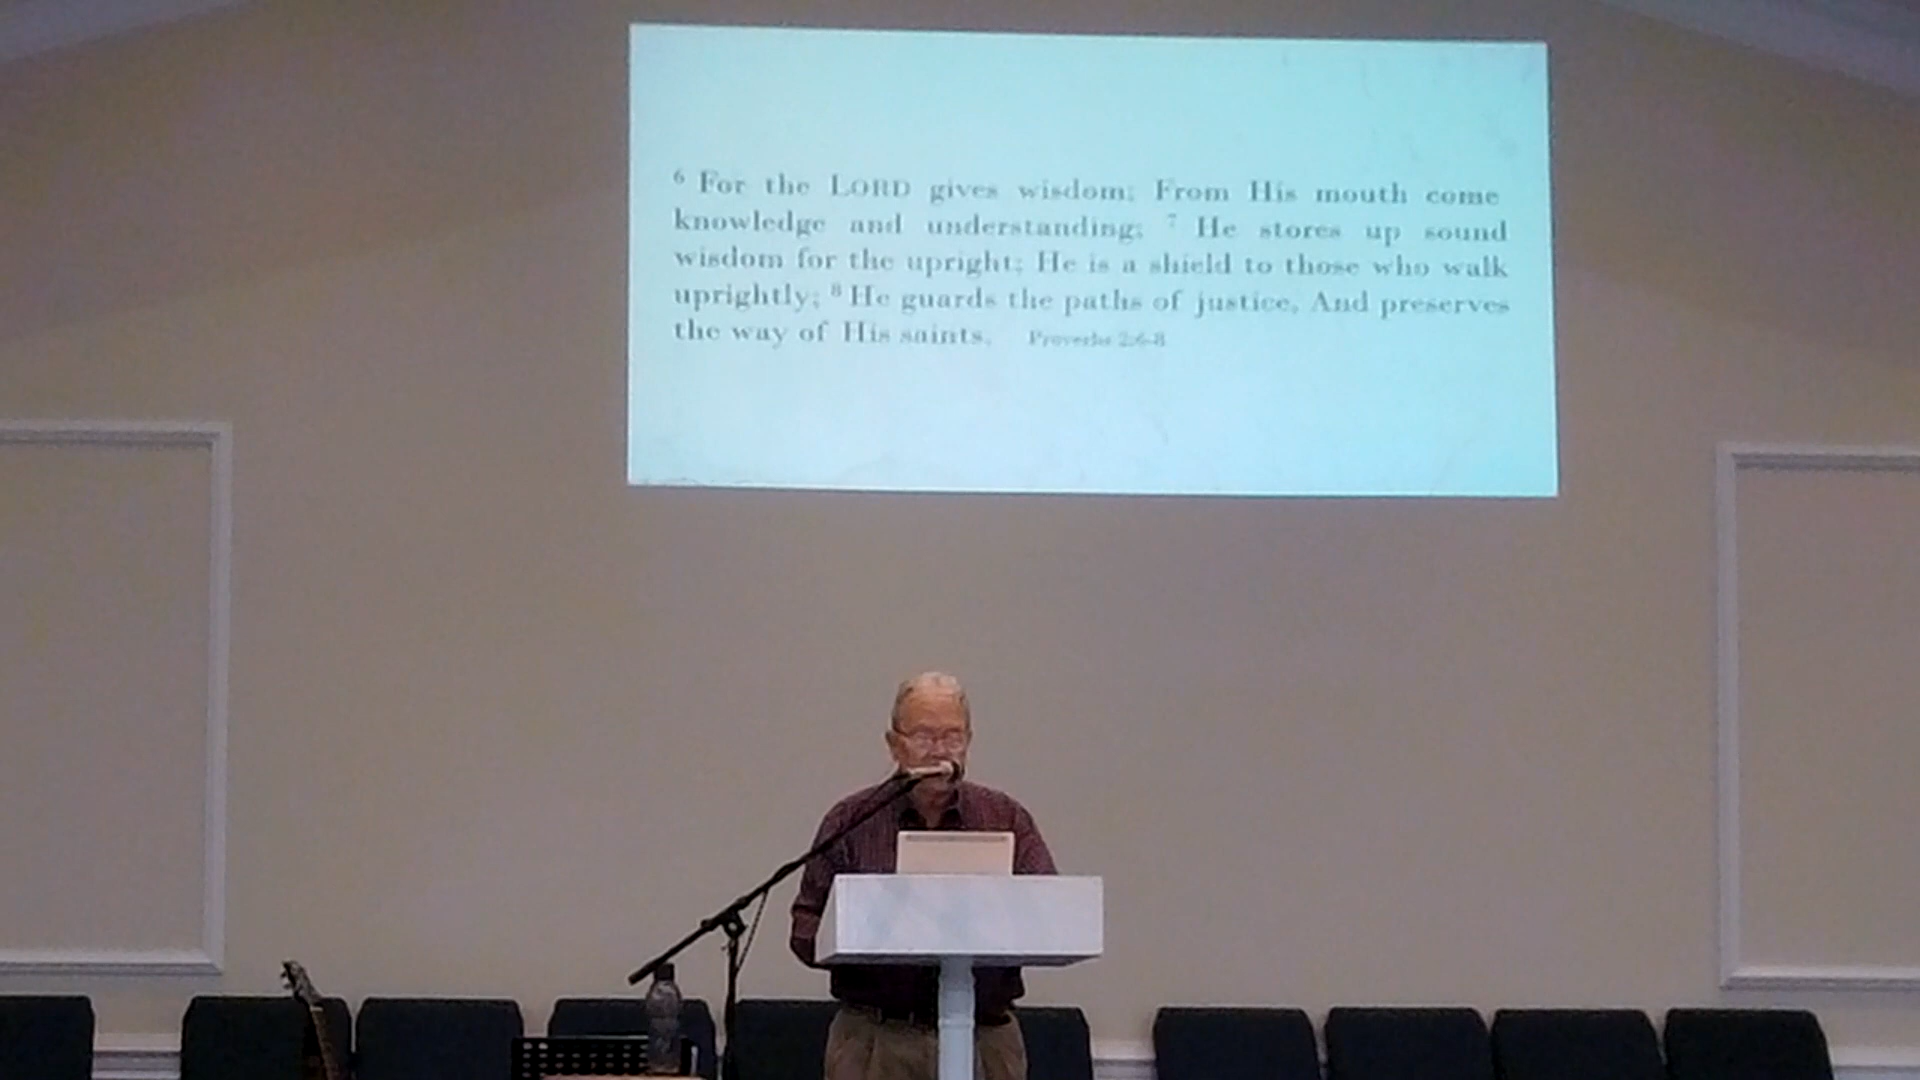 6 For the LORD gives wisdom; From His mouth come
knowledge and understanding; 7 He stores up sound
wisdom for the upright; He is a shield to those who walk
uprightly; 8 He guards the paths of justice, And preserves
the way of His saints. Proverbs 2:6-8